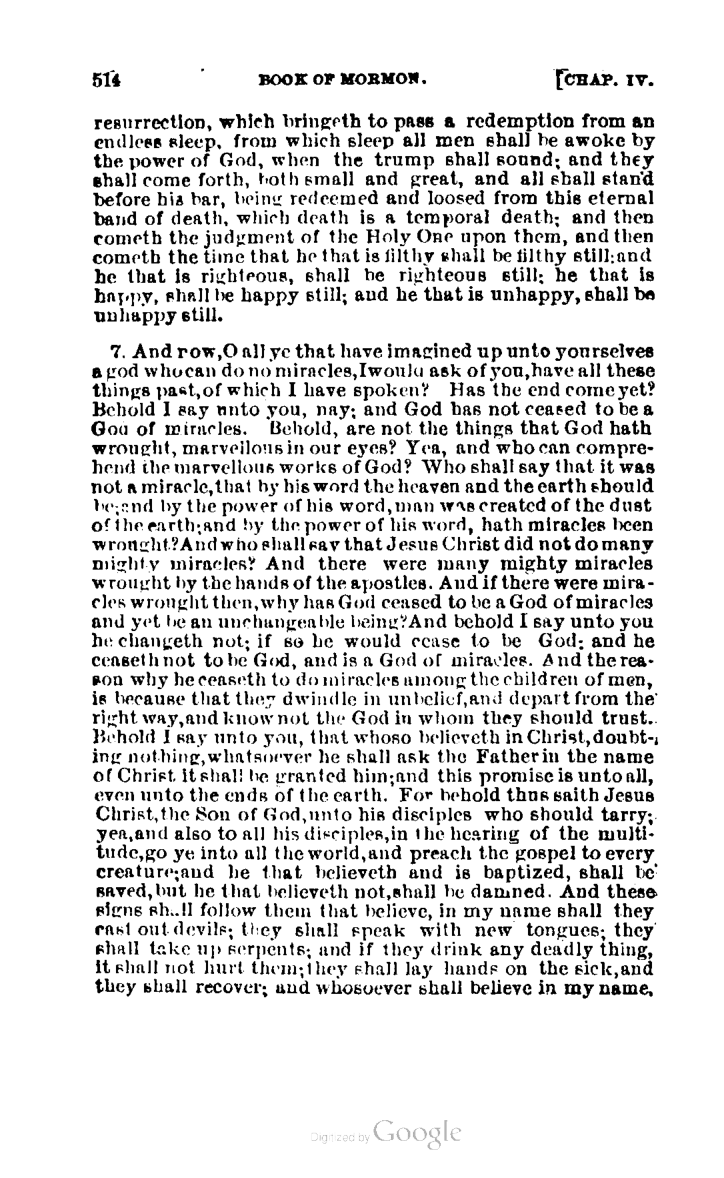 514 BOOK OF MORMON. [CHAP. IV.
resurrection, which bringeth to pass a redemption from an
endless sleep, from which sleep all men shall be awoke by
the power of God, when the trump shall sound; and they
shall come forth, both small and great, and all shall stand
before his bar, being redeemed and loosed from this eternal
band of death, which death is a temporal death; and then
cometh the judgment of the Holy One upon them, and then
cometh the time that he that is filthy shall be filthy still; and
he that is righteous, shall be righteous still; he that is
happy, shall be happy still; and he that is unhappy, shall be
unhappy still.
7. And now, O all ye that have imagined up unto yourselves
a god who can do no miracles, I would ask of you, have all these
things past, of which I have spoken? Has the end come yet?
Behold I say unto you, nay; and God has not ceased to be a
God of miracles. Behold, are not the things that God hath
wrought, marvellous in our eyes? Yea, and who can compre-
hend the marvellous works of God? Who shall say that it was
not a miracle, that by his word the heaven and the earth should
be; and by the power of his word, man was created of the dust
of the earth; and by the power of his word, hath miracles been
wrought? And who shall say that Jesus Christ did not do many
mighty miracles? And there were many mighty miracles
wrought by the hands of the apostles. And if there were mira-
cles wrought then, why has God ceased to be a God of miracles
and yet be an unchangeable being? And behold I say unto you
he changeth not; if so he would cease to be God; and he
ceaseth not to be God, and is a God of miracles. And the rea-
son why he ceaseth to do miracles among the children of men,
is because that they dwindle in unbelief, and depart from the
right way, and know not the God in whom they should trust.
Behold I say unto you, that whoso believeth in Christ, doubt-
ing nothing, whatsoever he shall ask the Father in the name
of Christ it shall be granted him; and this promise is unto all,
even unto the ends of the earth. For behold thus saith Jesus
Christ, the Son of God, unto his disciples who should tarry;
yea, and also to all his disciples, in the hearing of the multi-
tude, go ye into all the world, and preach the gospel to every
creature; and he that believeth and is baptized, shall be
saved, but he that believeth not, shall be damned. And these
signs shall follow them that believe, in my name shall they
cast out devils; they shall speak with new tongues; they
shall take up serpents; and if they drink any deadly thing,
it shall not hurt them; they shall lay hands on the sick, and
they shall recover; and whosoever shall believe in my name,
Digitized by Google